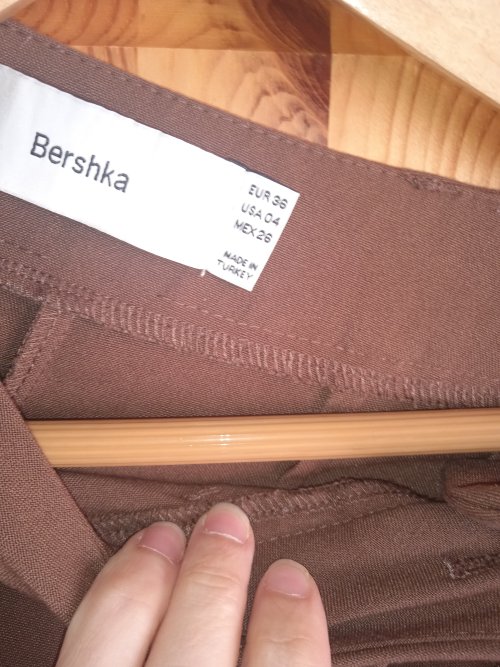 Bershka
EUR 36
USA 04
MEX 26
MADE IN
TURKEY